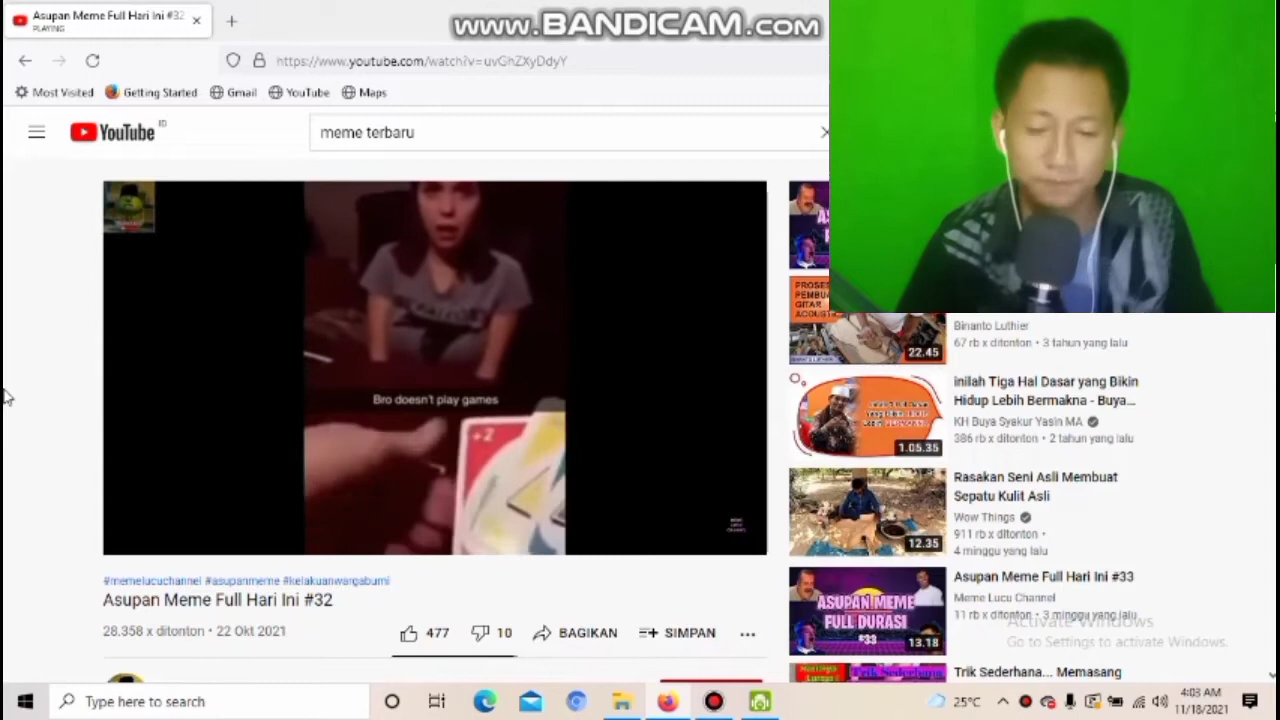 Asupan Meme Full Hari Ini #32
PLAYING
www.BANDICAM.com
https://www.youtube.com/watch?v=uvGhZXyDdyY
Most Visited
Getting Started
Gmail
YouTube
Maps
YouTube ID
meme terbaru
Bro doesn't play games
+2
#memelucuchannel #asupanmeme #kelakuanwargabumi
Asupan Meme Full Hari Ini #32
28.358 x ditonton • 22 Okt 2021
977
10
BAGIKAN
SIMPAN
PROSES
GITAR
22.45
Binanto Luthier
67 rb x ditonton • 3 tahun yang lalu
1.05.35
inilah Tiga Hal Dasar yang Bikin
Hidup Lebih Bermakna - Buya...
KH Buya Syakur Yasin MA
386 rb x ditonton • 2 tahun yang lalu
12.35
Rasakan Seni Asli Membuat
Sepatu Kulit Asli
Wow Things
911 rb x ditonton •
4 minggu yang lalu
ASUPAN MEME
FULL DURASI
#33
13.18
Asupan Meme Full Hari Ini #33
Meme Lucu Channel
11 rb x ditonton • 3 minggu yang lalu
Activate Windows
Go to Settings to activate Windows.
Trik Sederhana... Memasang
Type here to search
25°C
4:03 AM
11/18/2021